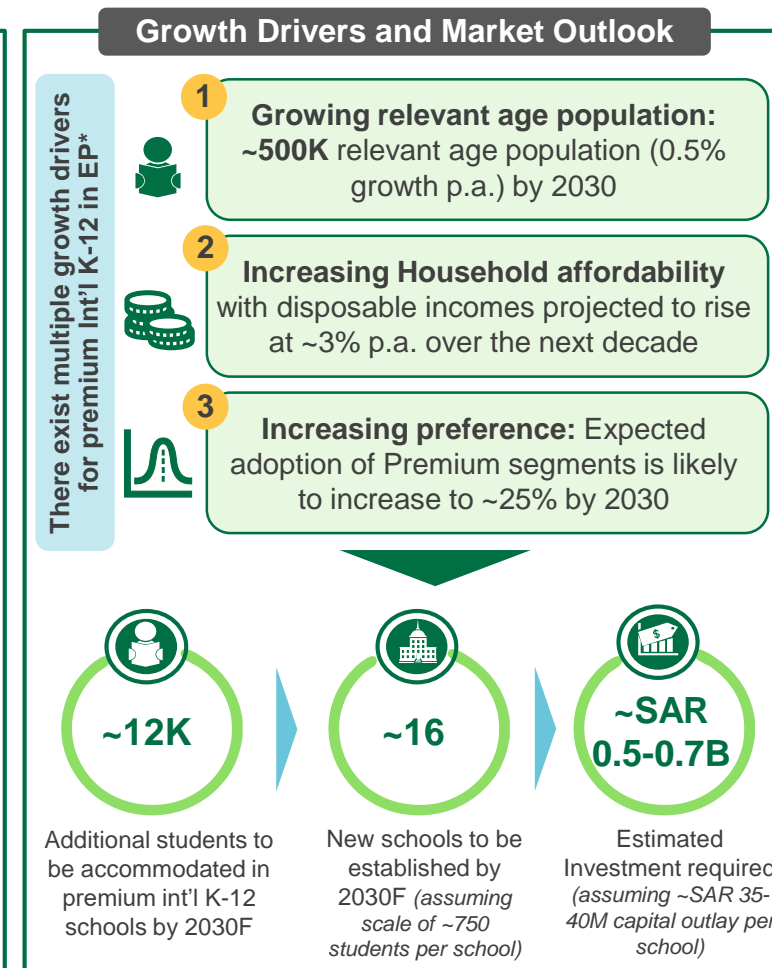 Growth Drivers and Market Outlook
There exist multiple growth drivers
for premium Int'l K-12 in EP*
1
Growing relevant age population:
~500K relevant age population (0.5%
growth p.a.) by 2030
2
Increasing Household affordability
with disposable incomes projected to rise
at ~3% p.a. over the next decade
3
Increasing preference: Expected
adoption of Premium segments is likely
to increase to ~25% by 2030
~12K
Additional students to
be accommodated in
premium int'l K-12
schools by 2030F
~16
New schools to be
established by
2030F (assuming
scale of ~750
students per school)
$
~SAR
0.5-0.7B
Estimated
Investment required
(assuming ~SAR 35-
40M capital outlay per
school)